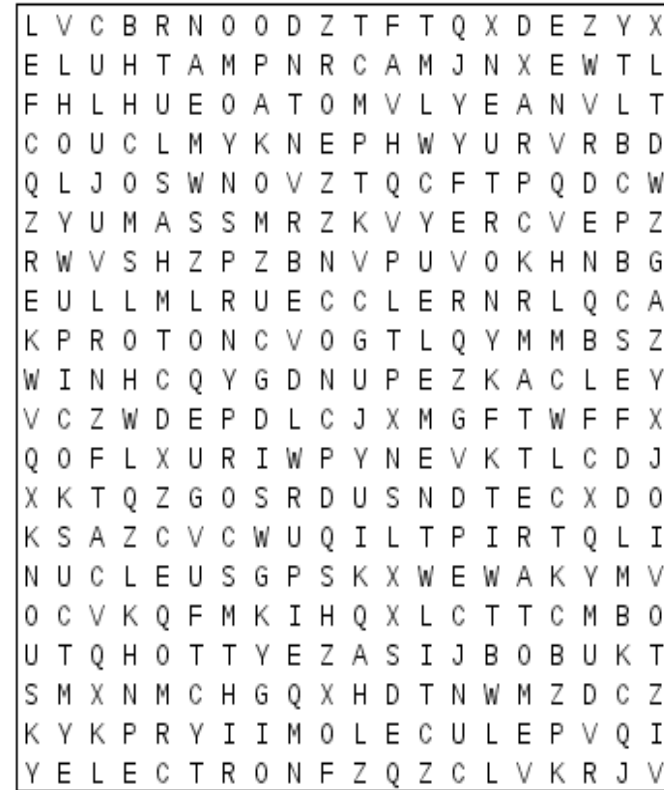 L V C B R N O O D Z T F T Q X D E Z Y X
E L U H T A M P N R C A M J N X E W T L
F H L H U E O A T O M V L Y E A N V L T
C O U C L M Y K N E P H W Y U R V R B D
Q L J O S W N O V Z T Q C F T P Q D C W
Z Y U M A S S M R Z K V Y E R C V E P Z
R W V S H Z P Z B N V P U V O K H N B G
E U L L M L R U E C C L E R N R L Q C A
K P R O T O N C V O G T L Q Y M M B S Z
W I N H C Q Y G D N U P E Z K A C L E Y
V C Z W D E P D L C J X M G F T W F F X
Q O F L X U R I W P Y N E V K T L C D J
X K T Q Z G O S R D U S N D T E C X D O
K S A Z C V C W U Q I L T P I R T Q L I
N U C L E U S G P S K X W E W A K Y M V
O C V K Q F M K I H Q X L C T T C M B O
U T Q H O T T Y E Z A S I J B O B U K T
S M X N M C H G Q X H D T N W M Z D C Z
K Y K P R Y I I M O L E C U L E P V Q I
Y E L E C T R O N F Z Q Z C L V K R J V